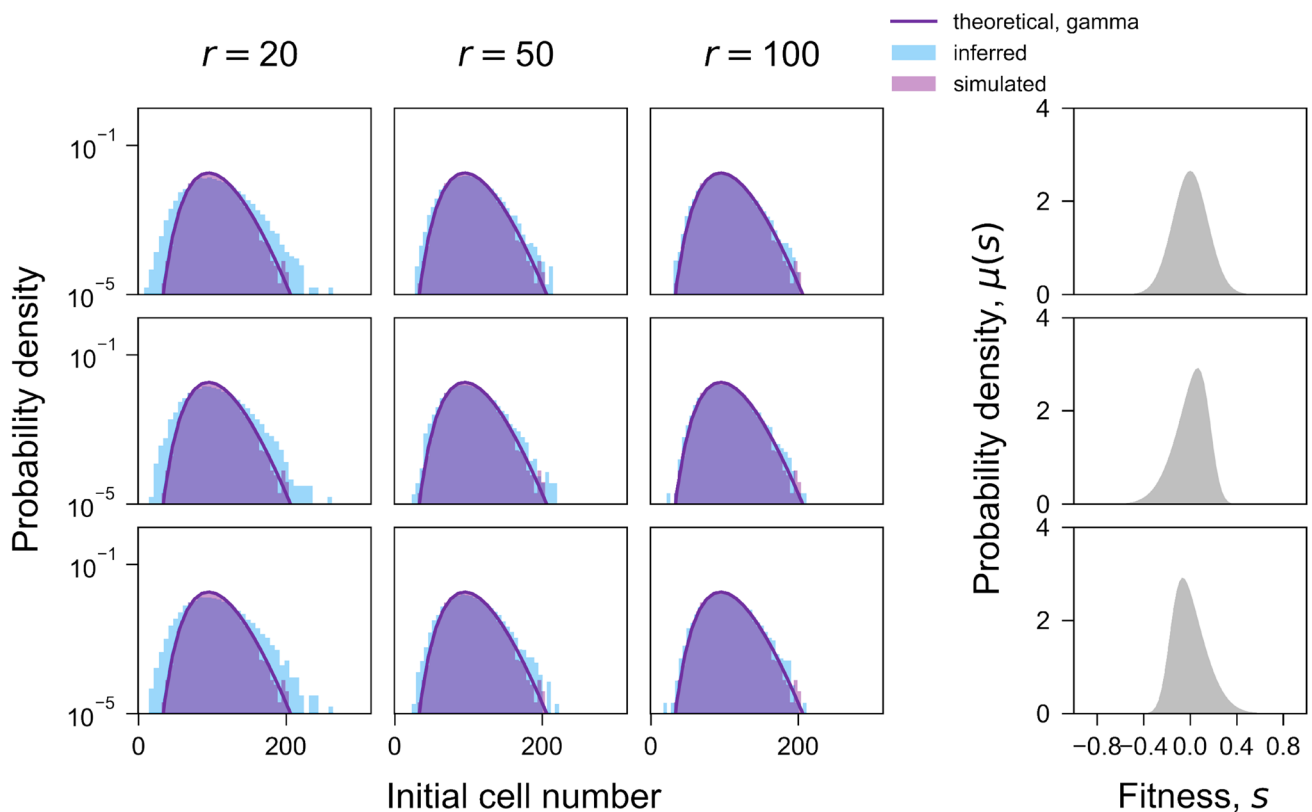 theoretical, gamma
inferred
simulated
r = 20
r = 50
r = 100
Probability density
10⁻¹
10⁻⁵
10⁻¹
10⁻⁵
10⁻¹
10⁻⁵
0 200
0 200
0 200
Initial cell number
Probability density, μ(s)
4
2
0
4
2
0
4
2
0
−0.8 −0.4 0.0 0.4 0.8
Fitness, s